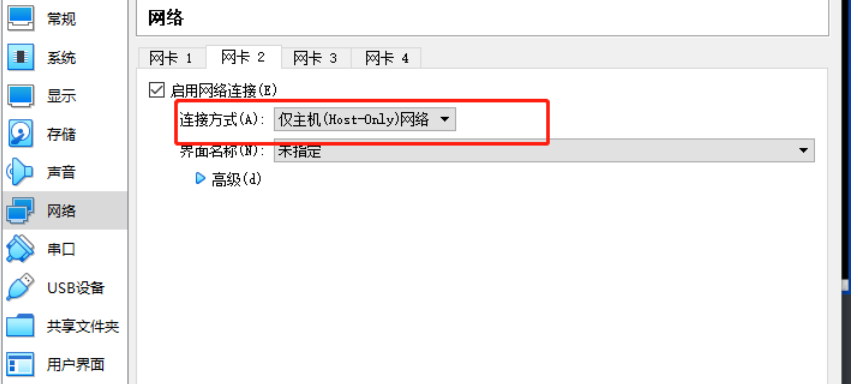 常规
系统
显示
存储
声音
网络
串口
USB设备
共享文件夹
用户界面
网络
网卡 1 网卡 2 网卡 3 网卡 4
启用网络连接(E)
连接方式(A): 仅主机(Host-Only)网络
界面名称(N): 未指定
高级(d)